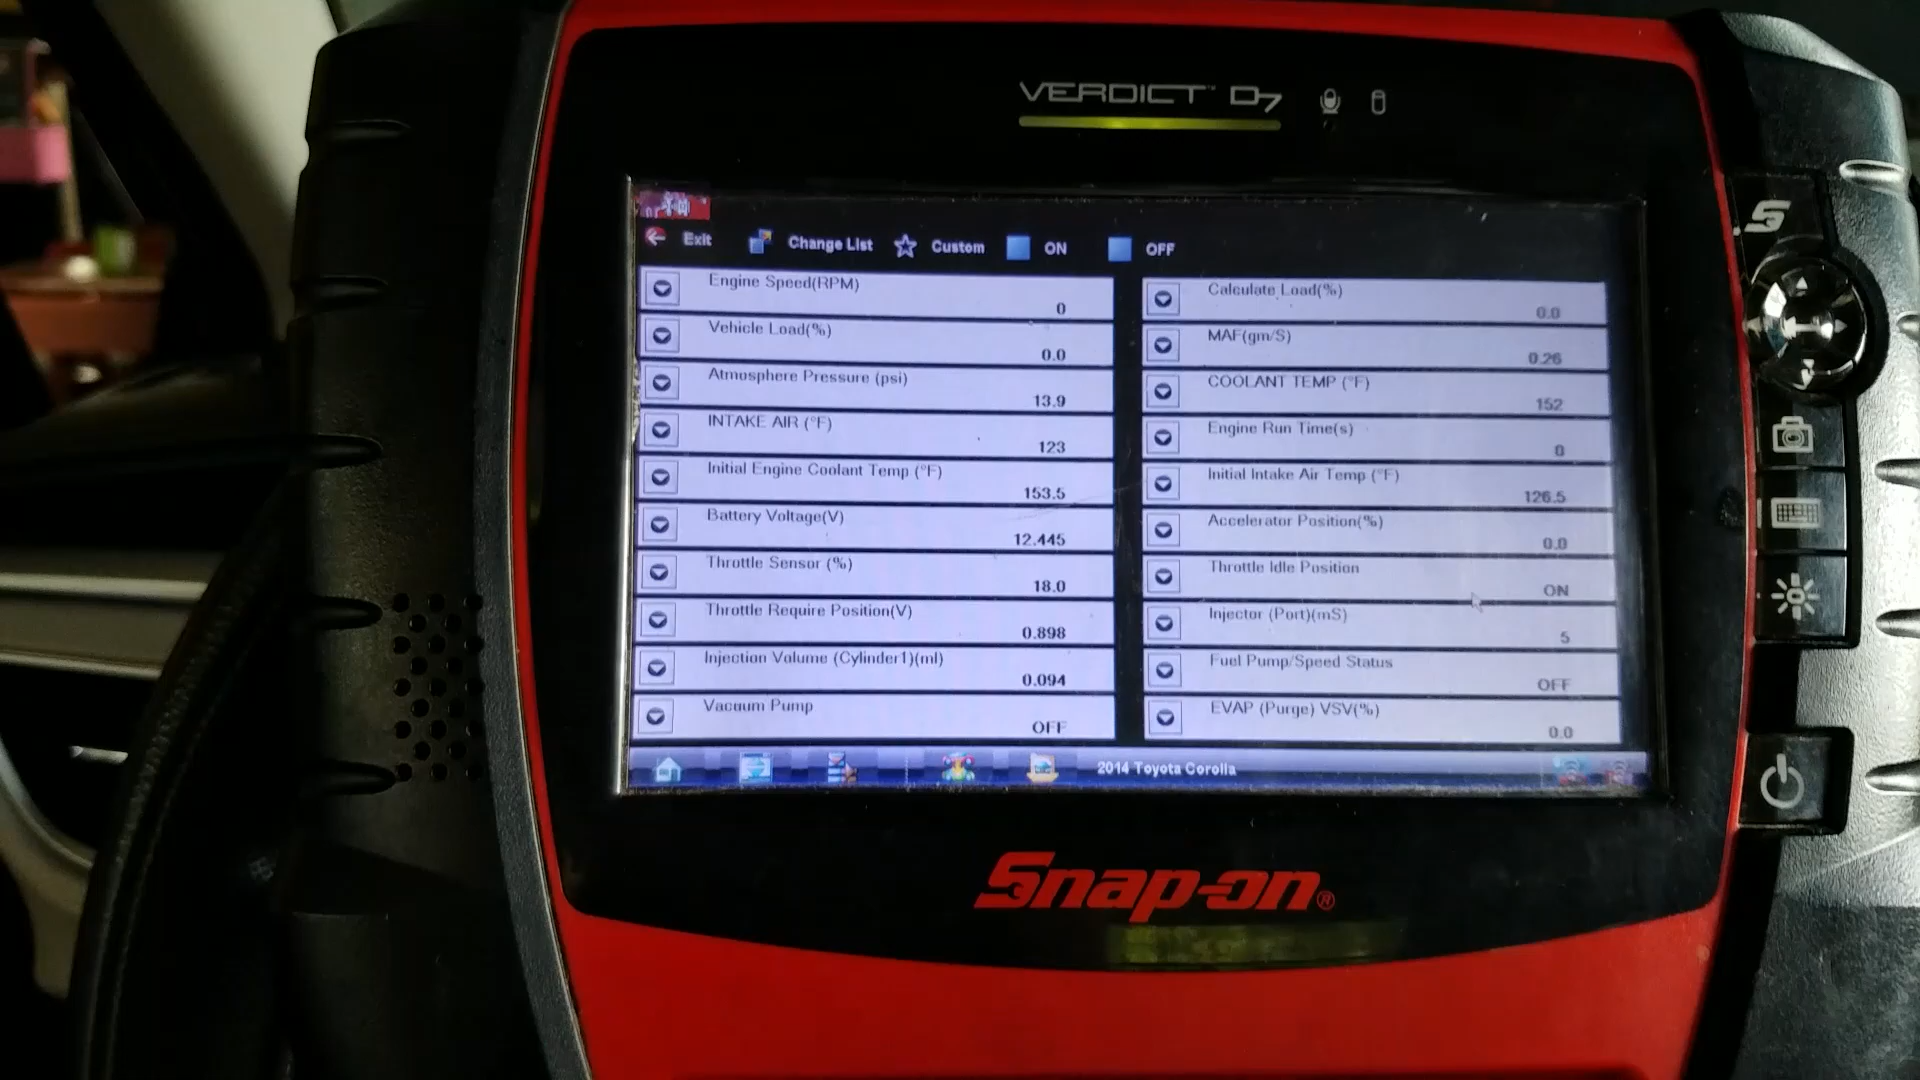 VERDICT™ D7
Exit Change List Custom ON OFF
Engine Speed(RPM)
0
Calculate Load(%)
0.0
Vehicle Load(%)
0.0
MAF(gm/S)
0.26
Atmosphere Pressure (psi)
13.9
COOLANT TEMP (°F)
152
INTAKE AIR (°F)
123
Engine Run Time(s)
0
Initial Engine Coolant Temp (°F)
153.5
Initial Intake Air Temp (°F)
126.5
Battery Voltage(V)
12.445
Accelerator Position(%)
0.0
Throttle Sensor (%)
18.0
Throttle Idle Position
ON
Throttle Require Position(V)
0.898
Injector (Port)(mS)
5
Injection Volume (Cylinder1)(ml)
0.094
Fuel Pump/Speed Status
OFF
Vacuum Pump
OFF
EVAP (Purge) VSV(%)
0.0
2014 Toyota Corolla
Snap-on®
S